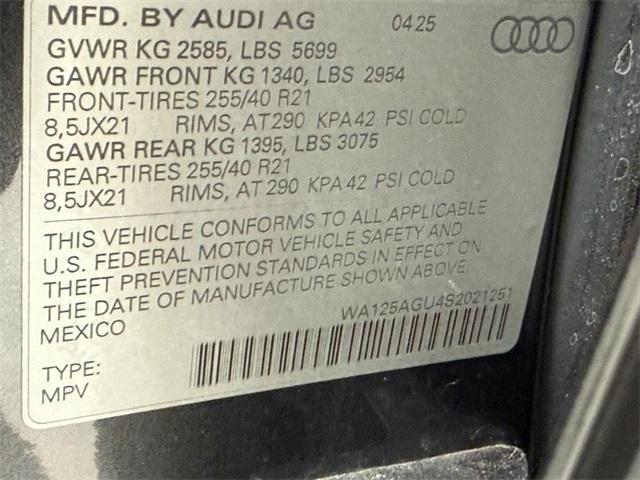 MFD. BY AUDI AG 04 25
GVWR KG 2585, LBS 5699
GAWR FRONT KG 1340, LBS 2954
FRONT-TIRES 255/40 R21
8,5JX21 RIMS, AT 290 KPA 42 PSI COLD
GAWR REAR KG 1395, LBS 3075
REAR-TIRES 255/40 R21
8,5JX21 RIMS, AT 290 KPA 42 PSI COLD
THIS VEHICLE CONFORMS TO ALL APPLICABLE
U.S. FEDERAL MOTOR VEHICLE SAFETY AND
THEFT PREVENTION STANDARDS IN EFFECT ON
THE DATE OF MANUFACTURE SHOWN ABOVE.
MEXICO WA125AGU4S2021251
TYPE:
MPV